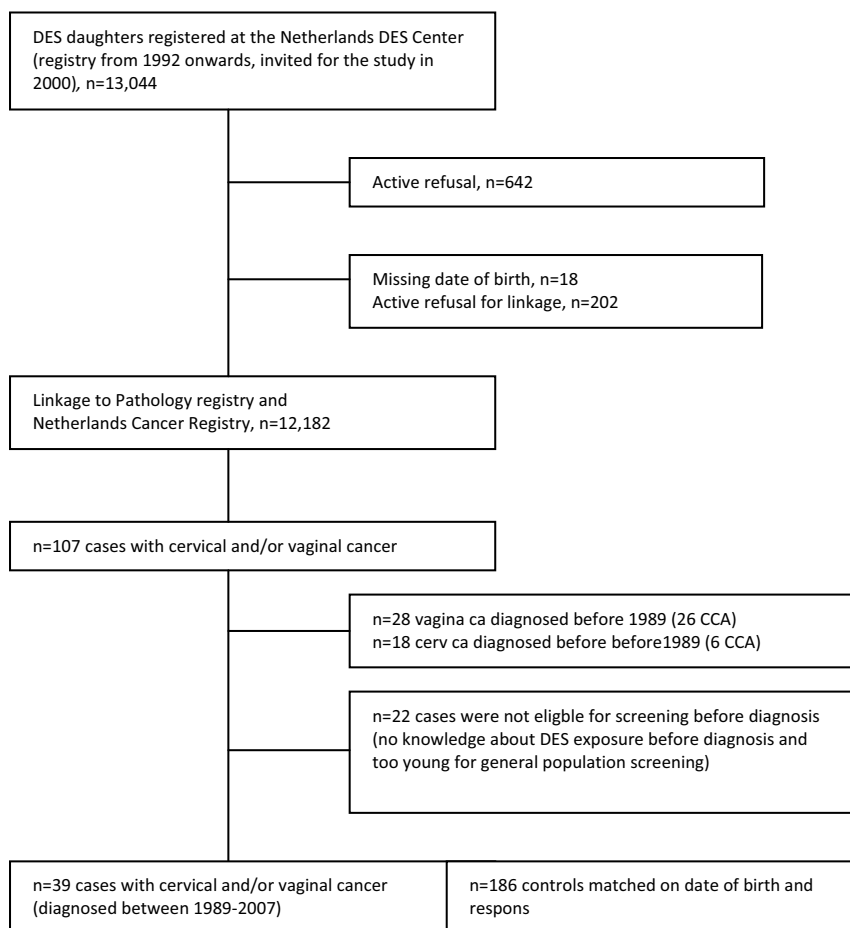 DES daughters registered at the Netherlands DES Center
(registry from 1992 onwards, invited for the study in
2000), n=13,044
Active refusal, n=642
Missing date of birth, n=18
Active refusal for linkage, n=202
Linkage to Pathology registry and
Netherlands Cancer Registry, n=12,182
n=107 cases with cervical and/or vaginal cancer
n=28 vagina ca diagnosed before 1989 (26 CCA)
n=18 cerv ca diagnosed before before1989 (6 CCA)
n=22 cases were not eligble for screening before diagnosis
(no knowledge about DES exposure before diagnosis and
too young for general population screening)
n=39 cases with cervical and/or vaginal cancer
(diagnosed between 1989-2007)
n=186 controls matched on date of birth and
respons